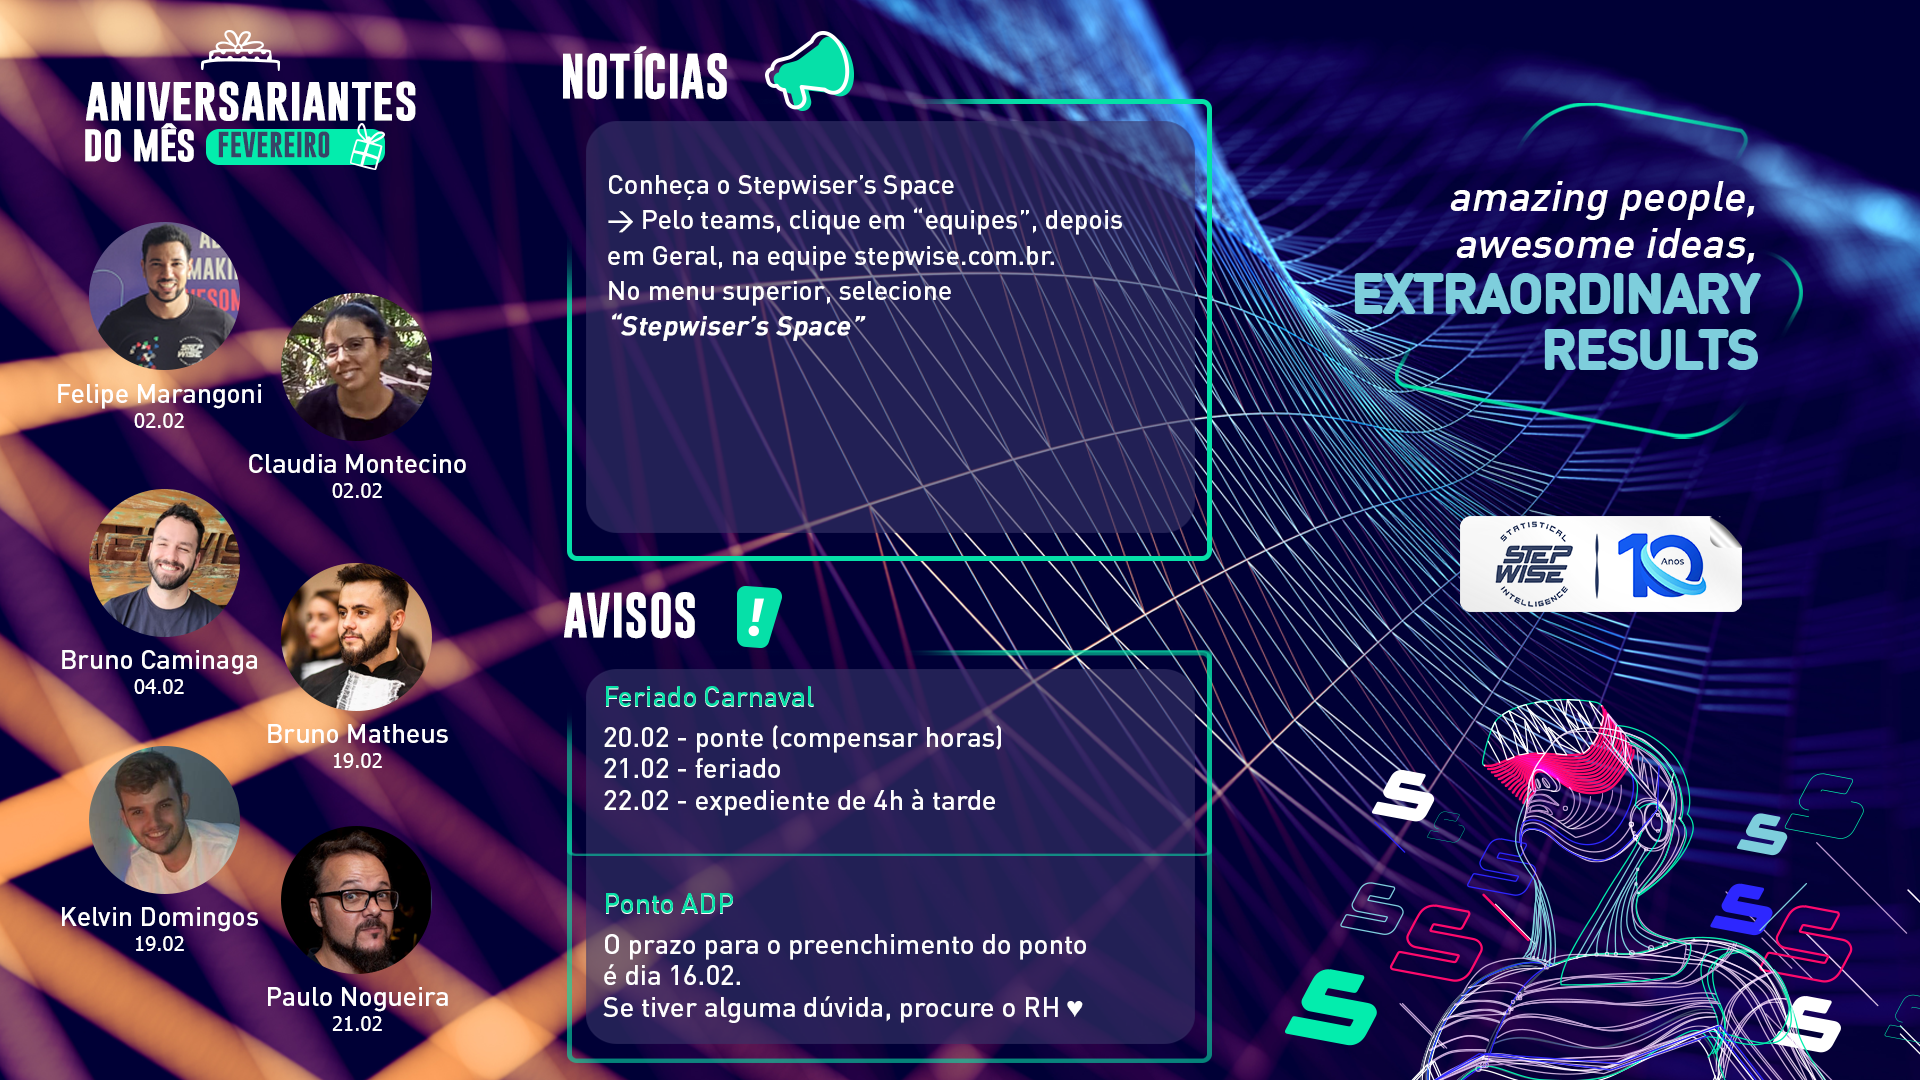 ANIVERSARIANTES
DO MÊS FEVEREIRO
Felipe Marangoni
02.02
Claudia Montecino
02.02
Bruno Caminaga
04.02
Bruno Matheus
19.02
Kelvin Domingos
19.02
Paulo Nogueira
21.02
NOTÍCIAS
Conheça o Stepwiser’s Space
→ Pelo teams, clique em “equipes”, depois
em Geral, na equipe stepwise.com.br.
No menu superior, selecione
“Stepwiser’s Space”
AVISOS !
Feriado Carnaval
20.02 - ponte (compensar horas)
21.02 - feriado
22.02 - expediente de 4h à tarde
Ponto ADP
O prazo para o preenchimento do ponto
é dia 16.02.
Se tiver alguma dúvida, procure o RH ♥
amazing people,
awesome ideas,
EXTRAORDINARY
RESULTS
STATISTICAL
STEP
WISE
INTELLIGENCE
10
Anos